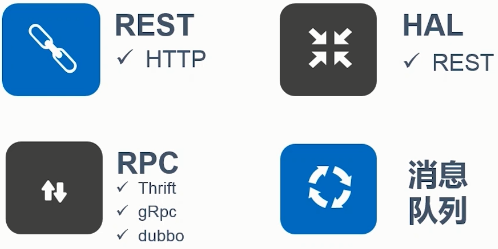 REST
✓ HTTP
HAL
✓ REST
RPC
✓ Thrift
✓ gRpc
✓ dubbo
消息
队列